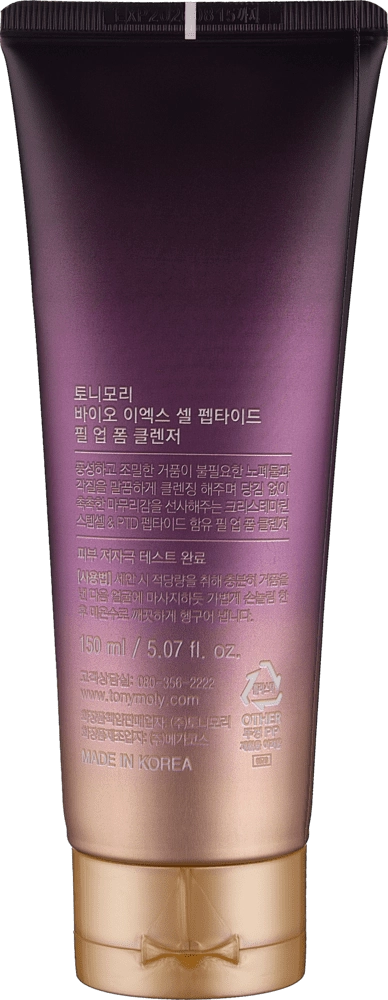 토니모리
바이오 이엑스 셀 펩타이드
필 업 폼 클렌저
풍성하고 조밀한 거품이 불필요한 노폐물과
각질을 말끔하게 클렌징 해주며 당김 없이
촉촉한 마무리감을 선사해주는 크리스테마린
스템셀 & PTD 펩타이드 함유 필 업 폼 클렌저
피부 저자극 테스트 완료
[사용법] 세안 시 적당량을 취해 충분히 거품을
낸 다음 얼굴에 마사지하듯 가볍게 손놀림 한
후 미온수로 깨끗하게 헹구어 냅니다.
150 ml / 5.07 fl. oz.
고객상담실: 080-356-2222
www.tonymoly.com
화장품책임판매업자: (주)토니모리
화장품제조업자: (주)메가코스
MADE IN KOREA
OTHER
뚜껑 PP